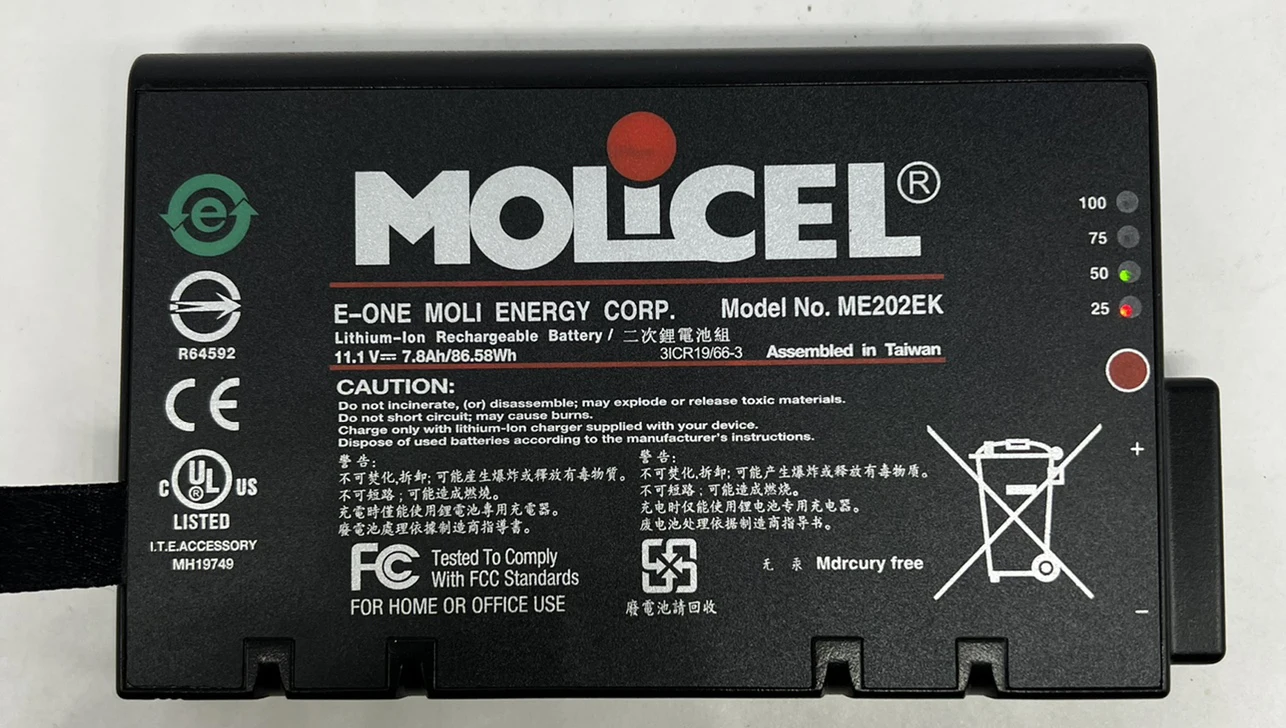 MOLiCEL®
e
R64592
CE
C UL® US
LISTED
I.T.E.ACCESSORY
MH19749
100
75
50
25
E-ONE MOLI ENERGY CORP. Model No. ME202EK
Lithium-Ion Rechargeable Battery / 二次鋰電池組
11.1 V⎓ 7.8Ah/86.58Wh 3ICR19/66-3 Assembled in Taiwan
CAUTION:
Do not incinerate, (or) disassemble; may explode or release toxic materials.
Do not short circuit; may cause burns.
Charge only with lithium-Ion charger supplied with your device.
Dispose of used batteries according to the manufacturer's instructions.
警告:
不可焚化,拆卸; 可能產生爆炸或釋放有毒物質。
不可短路 ; 可能造成燃燒。
充電時僅能使用鋰電池專用充電器。
廢電池處理依據制造商指導書。
警告:
不可焚化,拆卸; 可能产生爆炸或释放有毒物质。
不可短路 ; 可能造成燃烧。
充电时仅能使用锂电池专用充电器。
废电池处理依据制造商指导书。
FC Tested To Comply
With FCC Standards
FOR HOME OR OFFICE USE
廢電池請回收
无 汞 Mdrcury free
+
−